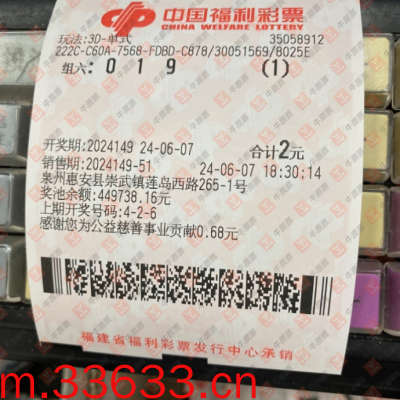 中国福利彩票
CHINA WELFARE LOTTERY
玩法:3D-单式 35058912
222C-C60A-7568-FDBD-C878/30051569/8025E
组六: 0 1 9 (1)
开奖期:2024149 24-06-07 合计2元
销售期:2024149-51 24-06-07 18:30:14
泉州惠安县崇武镇莲岛西路265-1号
奖池余额:449738.16元
上期开奖号码:4-2-6
感谢您为公益慈善事业贡献0.68元
福建省福利彩票发行中心承销
m.33633.cn